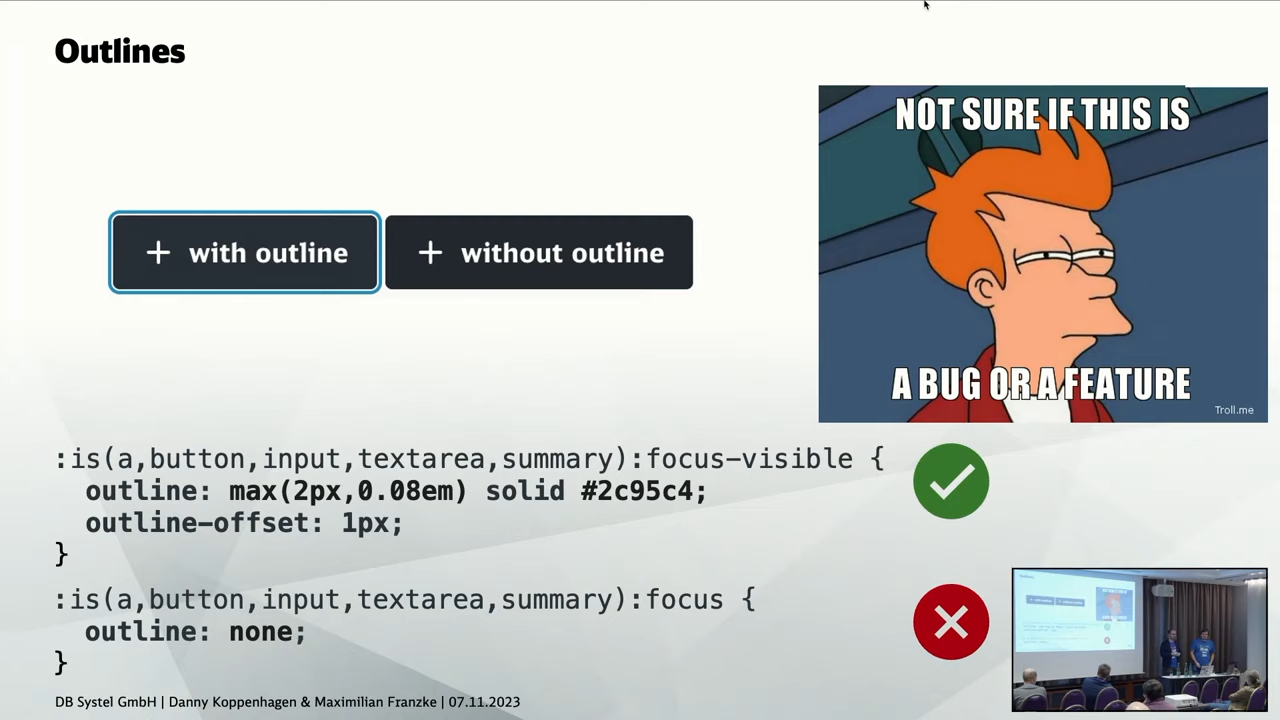 Outlines
NOT SURE IF THIS IS
A BUG OR A FEATURE
Troll.me
+ with outline
+ without outline
:is(a,button,input,textarea,summary):focus-visible {
outline: max(2px,0.08em) solid #2c95c4;
outline-offset: 1px;
}
:is(a,button,input,textarea,summary):focus {
outline: none;
}
DB Systel GmbH | Danny Koppenhagen & Maximilian Franzke | 07.11.2023